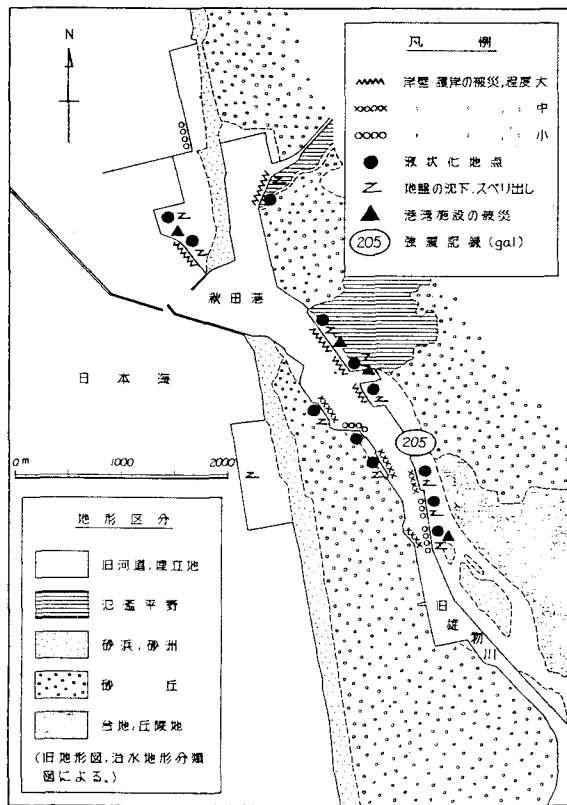 N
凡 例
岸壁 護岸の被災,程度 大
〃 〃 , 〃 中
〃 〃 , 〃 小
液状化地点
地盤の沈下,スベリ出し
港湾施設の被災
205 強震記録(gal)
秋田港
日本海
205
0m 1000 2000
旧雄物川
地形区分
旧河道,埋立地
氾濫平野
砂浜,砂州
砂 丘
台地,丘陵地
(旧地形図,治水地形分類
図による。)